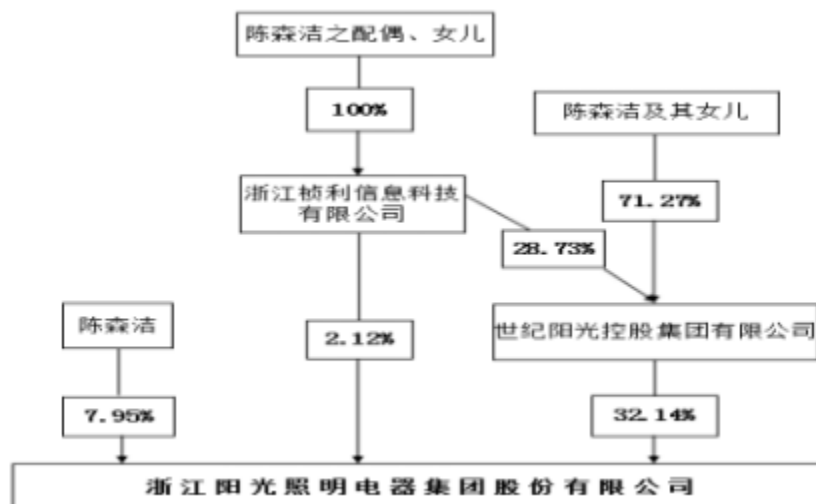 陈森洁之配偶、女儿
100%
陈森洁及其女儿
浙江桢利信息科技
有限公司
71.27%
28.73%
陈森洁
2.12%
世纪阳光控股集团有限公司
7.95%
32.14%
浙江阳光照明电器集团股份有限公司